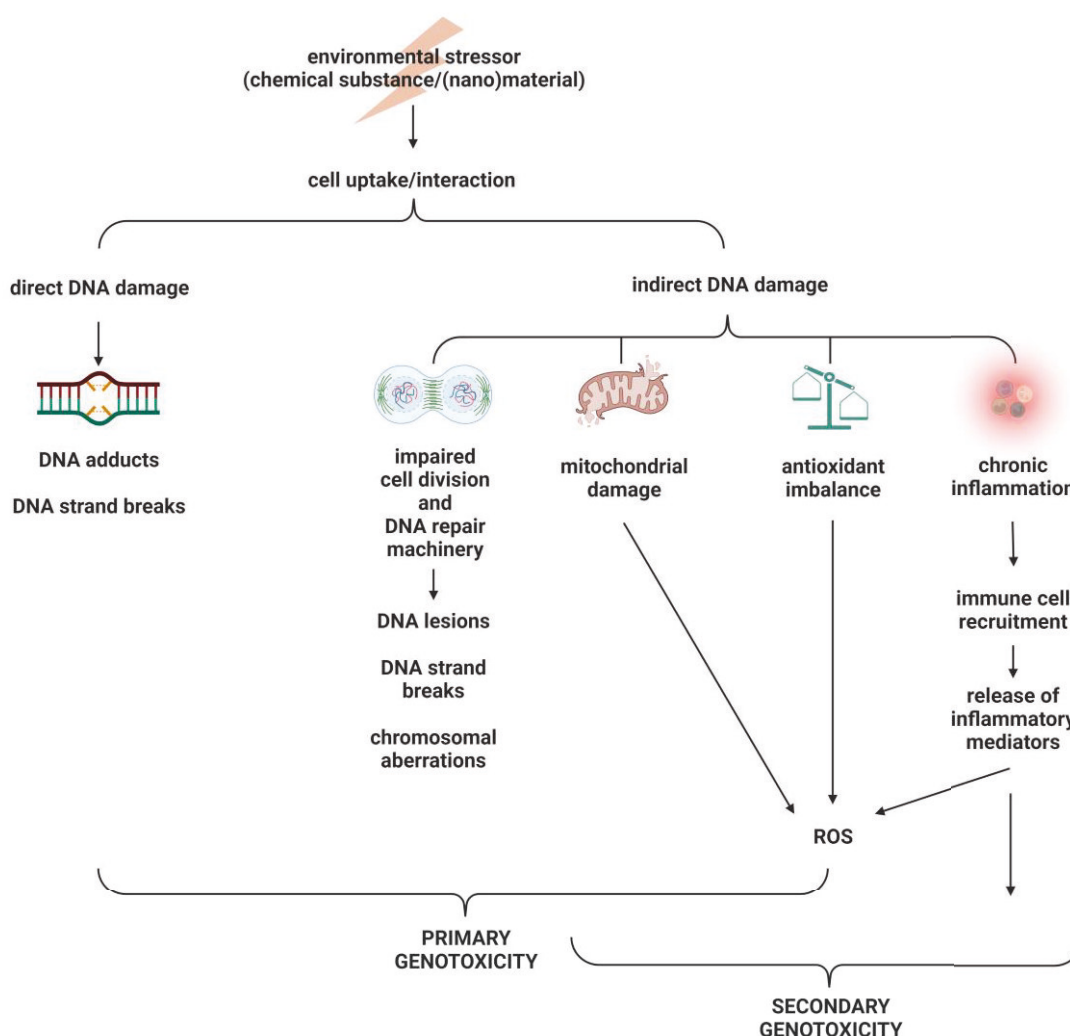 environmental stressor
(chemical substance/(nano)material)
cell uptake/interaction
direct DNA damage
indirect DNA damage
DNA adducts
DNA strand breaks
impaired
cell division
and
DNA repair
machinery
DNA lesions
DNA strand
breaks
chromosomal
aberrations
mitochondrial
damage
antioxidant
imbalance
chronic
inflammation
immune cell
recruitment
release of
inflammatory
mediators
ROS
PRIMARY
GENOTOXICITY
SECONDARY
GENOTOXICITY